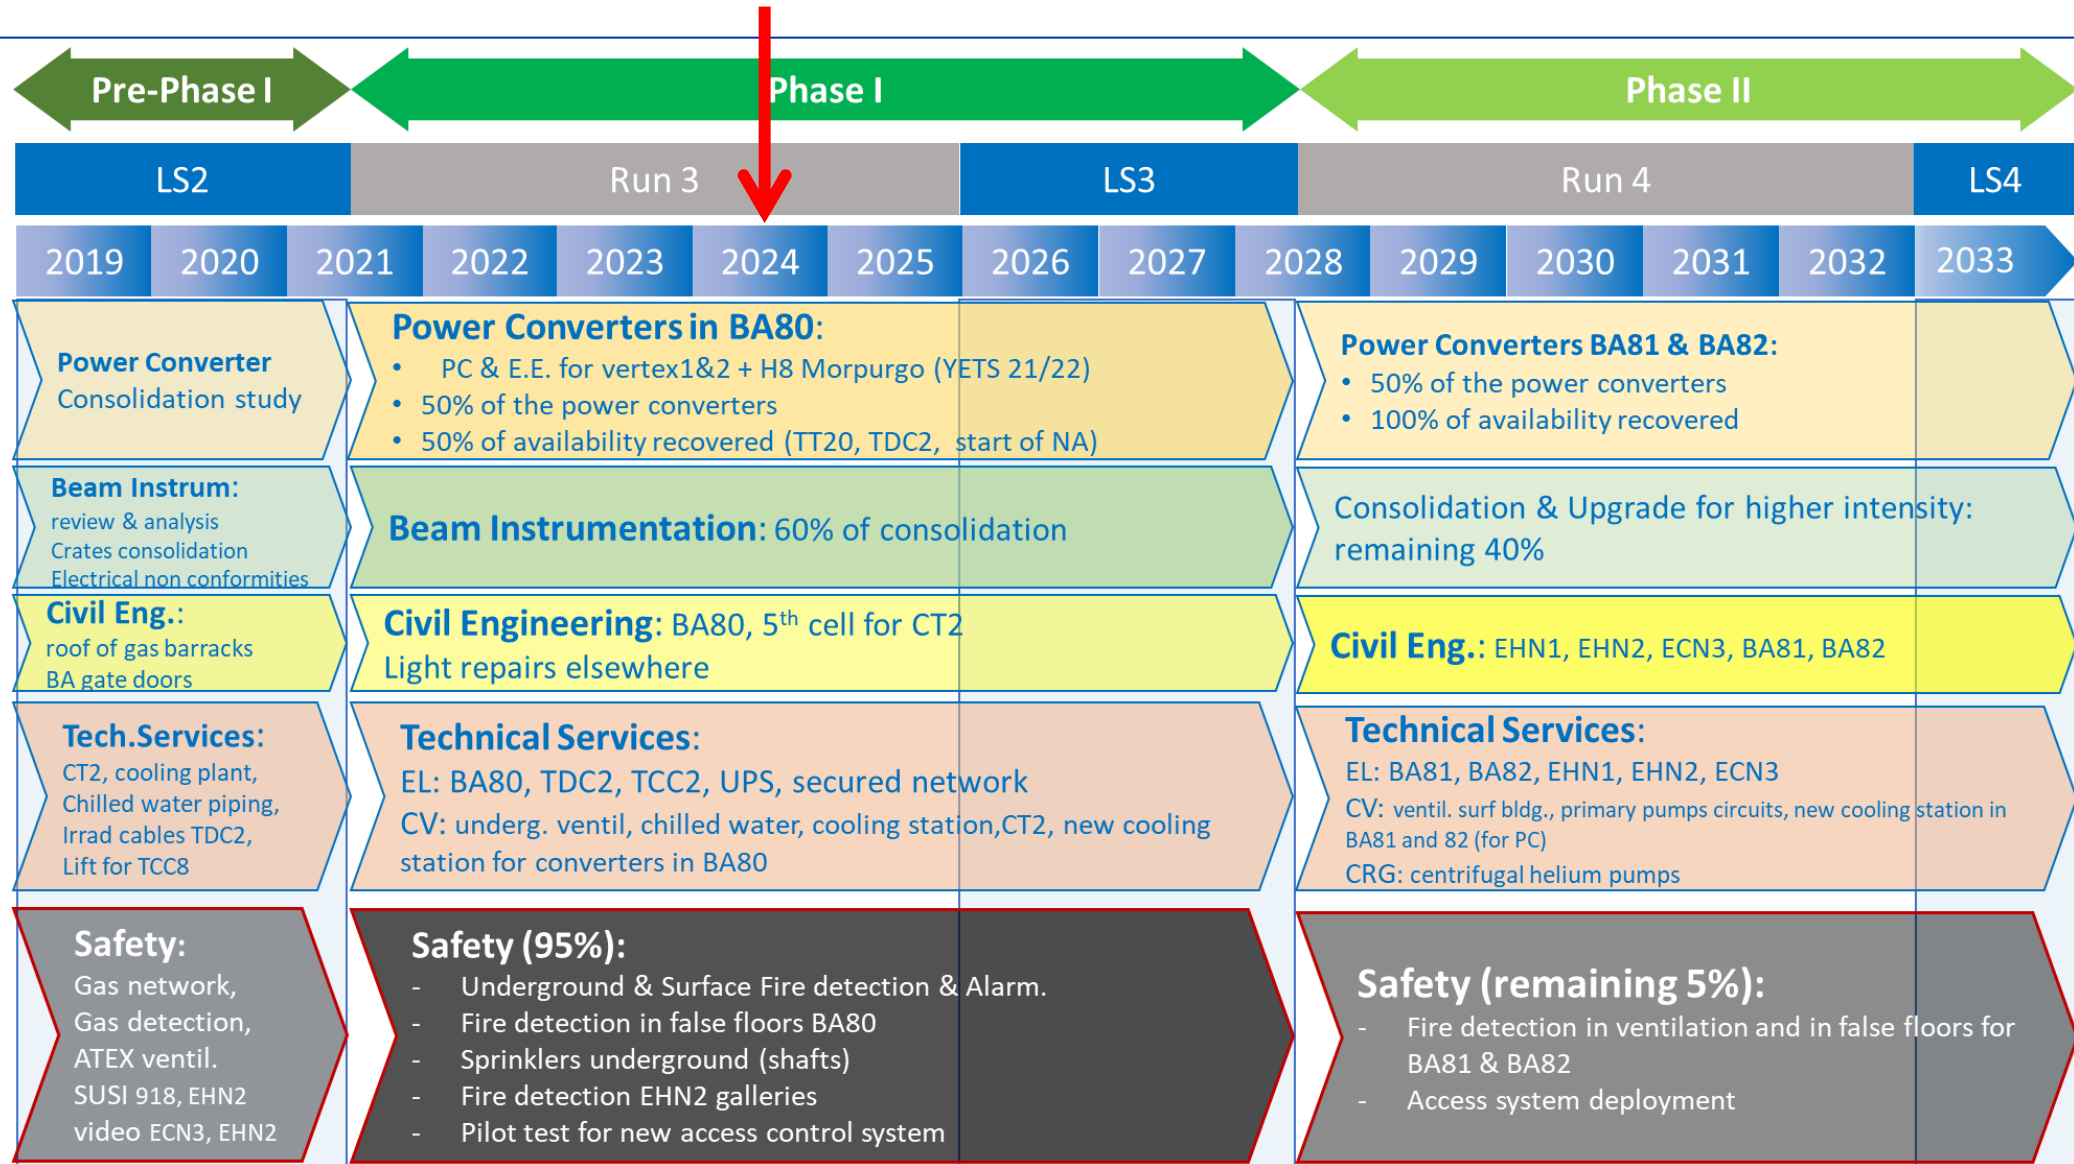 Pre-Phase I
Phase I
Phase II
LS2
Run 3
LS3
Run 4
LS4
2019
2020
2021
2022
2023
2024
2025
2026
2027
2028
2029
2030
2031
2032
2033
Power Converter
Consolidation study
Power Converters in BA80:
• PC & E.E. for vertex1&2 + H8 Morpurgo (YETS 21/22)
• 50% of the power converters
• 50% of availability recovered (TT20, TDC2, start of NA)
Power Converters BA81 & BA82:
• 50% of the power converters
• 100% of availability recovered
Beam Instrum:
review & analysis
Crates consolidation
Electrical non conformities
Beam Instrumentation: 60% of consolidation
Consolidation & Upgrade for higher intensity:
remaining 40%
Civil Eng.:
roof of gas barracks
BA gate doors
Civil Engineering: BA80, 5th cell for CT2
Light repairs elsewhere
Civil Eng.: EHN1, EHN2, ECN3, BA81, BA82
Tech.Services:
CT2, cooling plant,
Chilled water piping,
Irrad cables TDC2,
Lift for TCC8
Technical Services:
EL: BA80, TDC2, TCC2, UPS, secured network
CV: underg. ventil, chilled water, cooling station,CT2, new cooling
station for converters in BA80
Technical Services:
EL: BA81, BA82, EHN1, EHN2, ECN3
CV: ventil. surf bldg., primary pumps circuits, new cooling station in
BA81 and 82 (for PC)
CRG: centrifugal helium pumps
Safety:
Gas network,
Gas detection,
ATEX ventil.
SUSI 918, EHN2
video ECN3, EHN2
Safety (95%):
- Underground & Surface Fire detection & Alarm.
- Fire detection in false floors BA80
- Sprinklers underground (shafts)
- Fire detection EHN2 galleries
- Pilot test for new access control system
Safety (remaining 5%):
- Fire detection in ventilation and in false floors for
BA81 & BA82
- Access system deployment